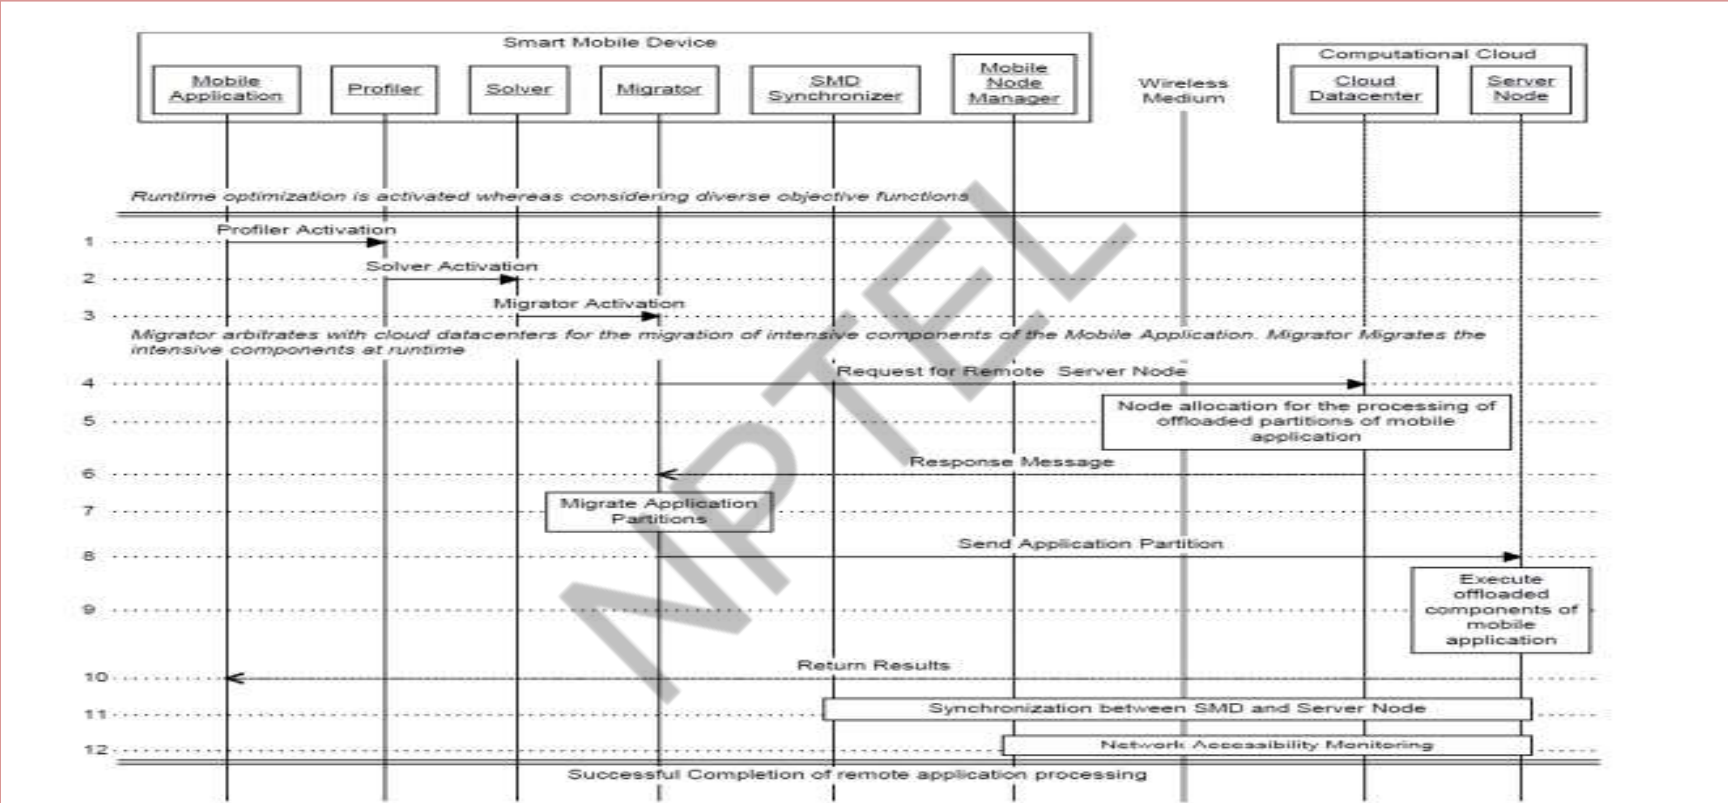 Smart Mobile Device
Computational Cloud
Mobile
Application
Profiler
Solver
Migrator
SMD
Synchronizer
Mobile
Node
Manager
Wireless
Medium
Cloud
Datacenter
Server
Node
Runtime optimization is activated whereas considering diverse objective functions
Profiler Activation
1
Solver Activation
2
Migrator Activation
3
Migrator arbitrates with cloud datacenters for the migration of intensive components of the Mobile Application. Migrator Migrates the
intensive components at runtime
Request for Remote Server Node
4
Node allocation for the processing of
offloaded partitions of mobile
application
5
Response Message
6
Migrate Application
Partitions
7
Send Application Partition
8
Execute
offloaded
components of
mobile
application
9
Return Results
10
Synchronization between SMD and Server Node
11
Network Accessibility Monitoring
12
Successful Completion of remote application processing
NPTEL